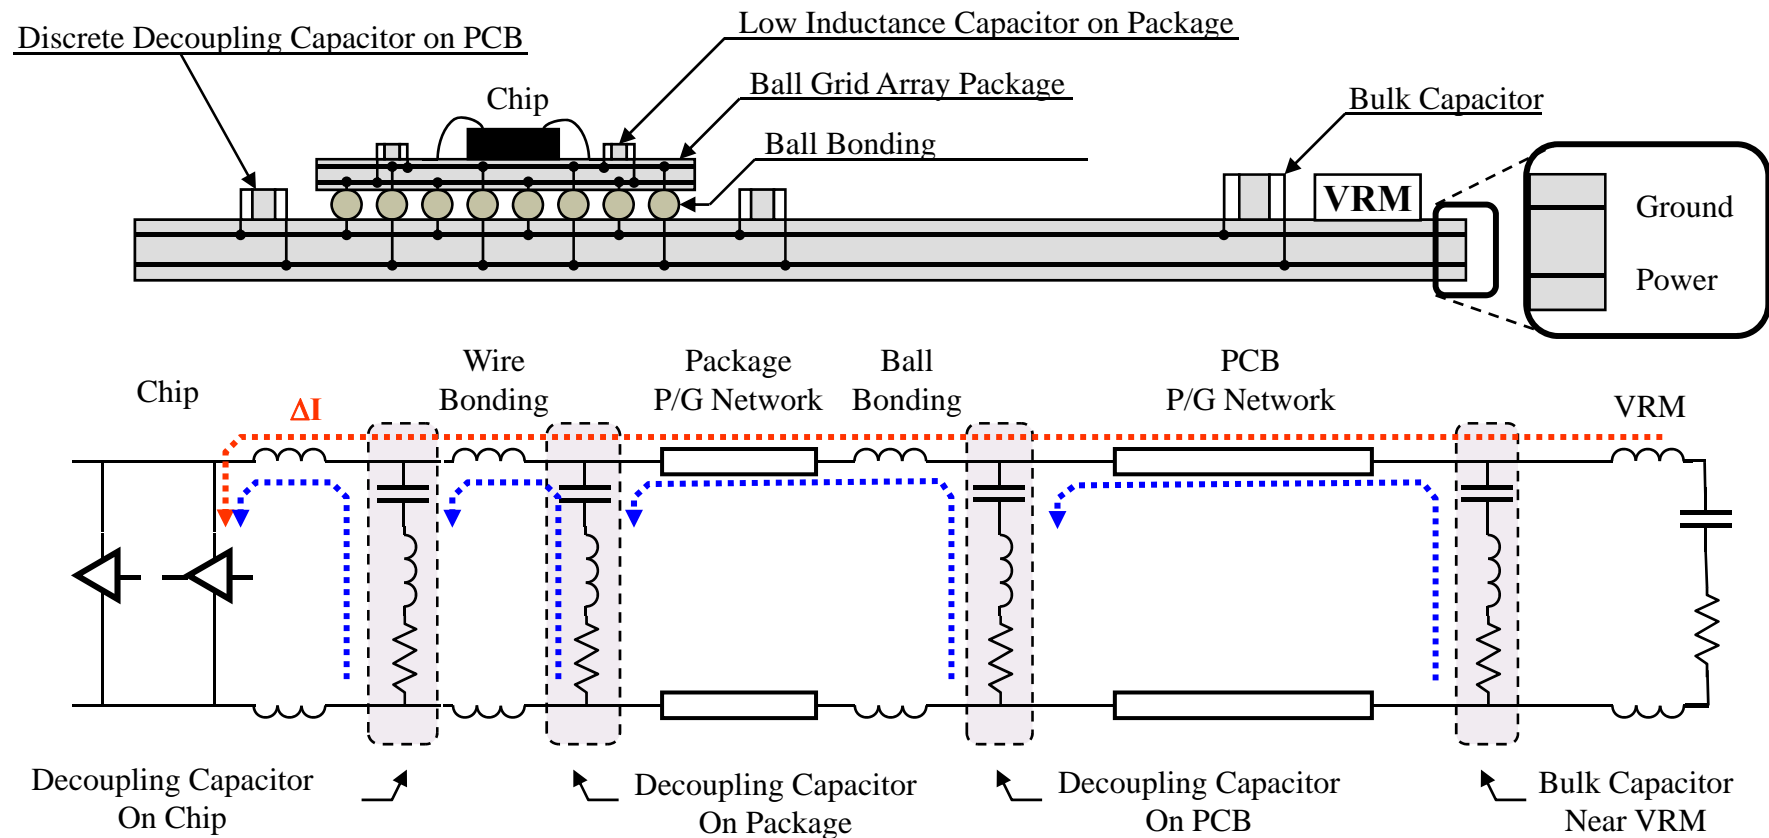 Discrete Decoupling Capacitor on PCB
Low Inductance Capacitor on Package
Chip
Ball Grid Array Package
Ball Bonding
Bulk Capacitor
VRM
Ground
Power
Chip
ΔI
Wire
Bonding
Package
P/G Network
Ball
Bonding
PCB
P/G Network
VRM
Decoupling Capacitor
On Chip
Decoupling Capacitor
On Package
Decoupling Capacitor
On PCB
Bulk Capacitor
Near VRM